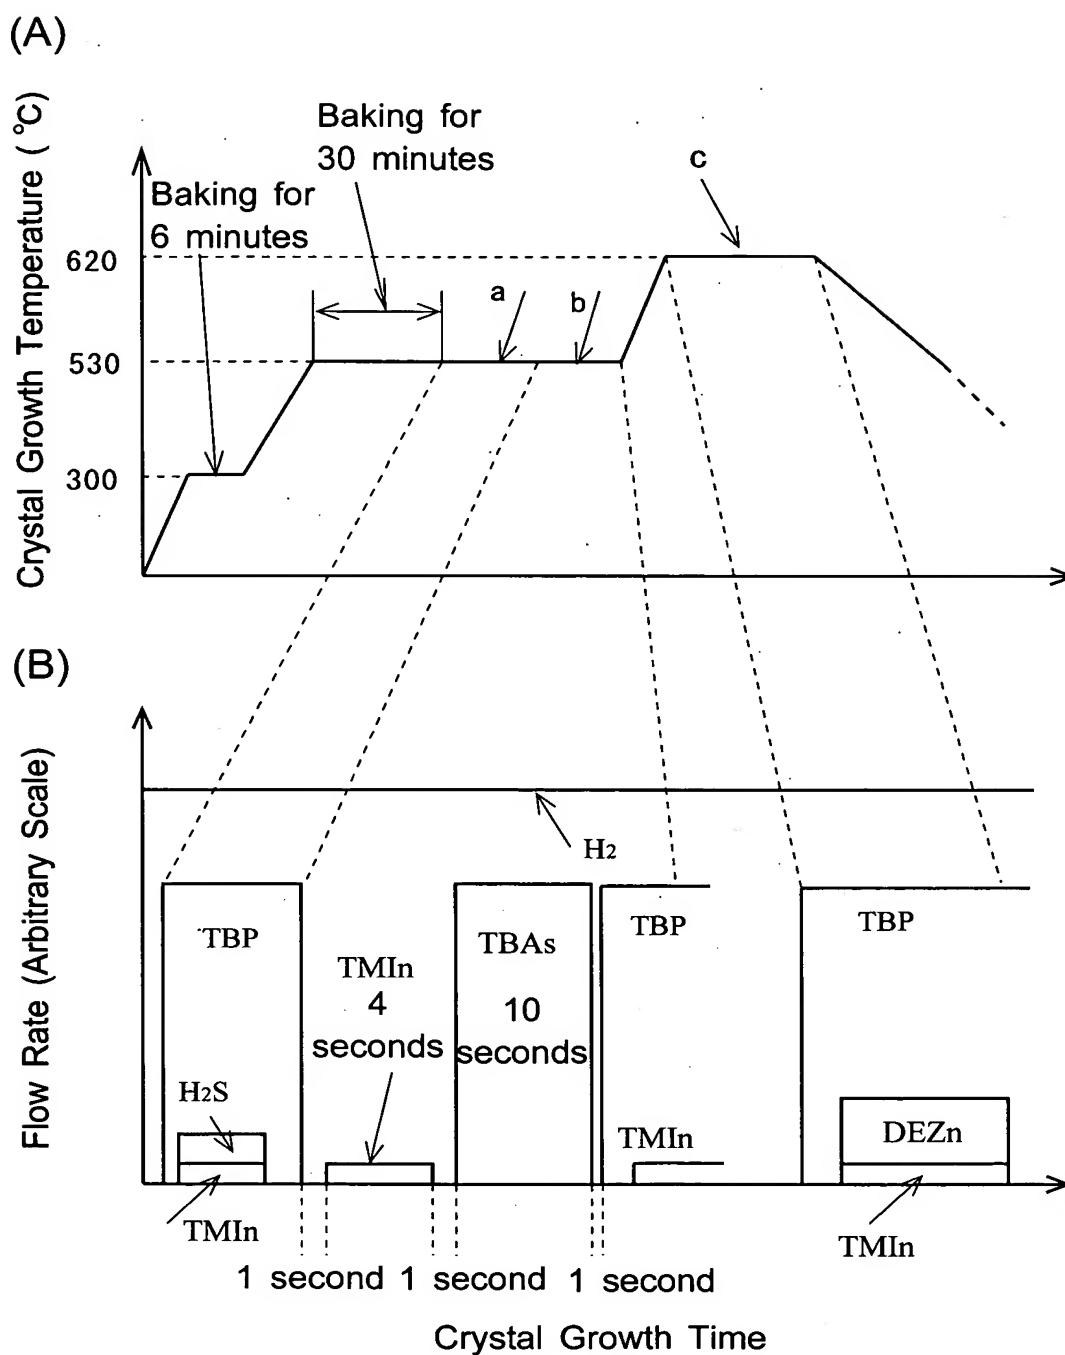 (A)
Crystal Growth Temperature (°C)
Baking for
30 minutes
c
Baking for
6 minutes
620
a
b
530
300
(B)
Flow Rate (Arbitrary Scale)
H2
TBP
TBAs
TBP
TBP
TMIn
4
seconds
10
seconds
H2S
TMIn
DEZn
TMIn
TMIn
1 second
1 second
1 second
Crystal Growth Time